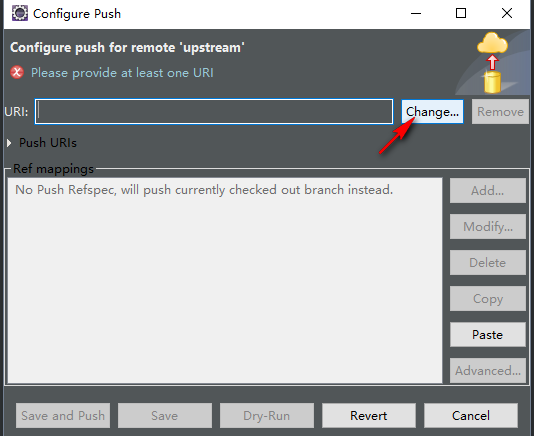 Configure Push
Configure push for remote 'upstream'
Please provide at least one URI
URI:
Change...
Remove
Push URIs
Ref mappings
No Push Refspec, will push currently checked out branch instead.
Add...
Modify...
Delete
Copy
Paste
Advanced...
Save and Push
Save
Dry-Run
Revert
Cancel